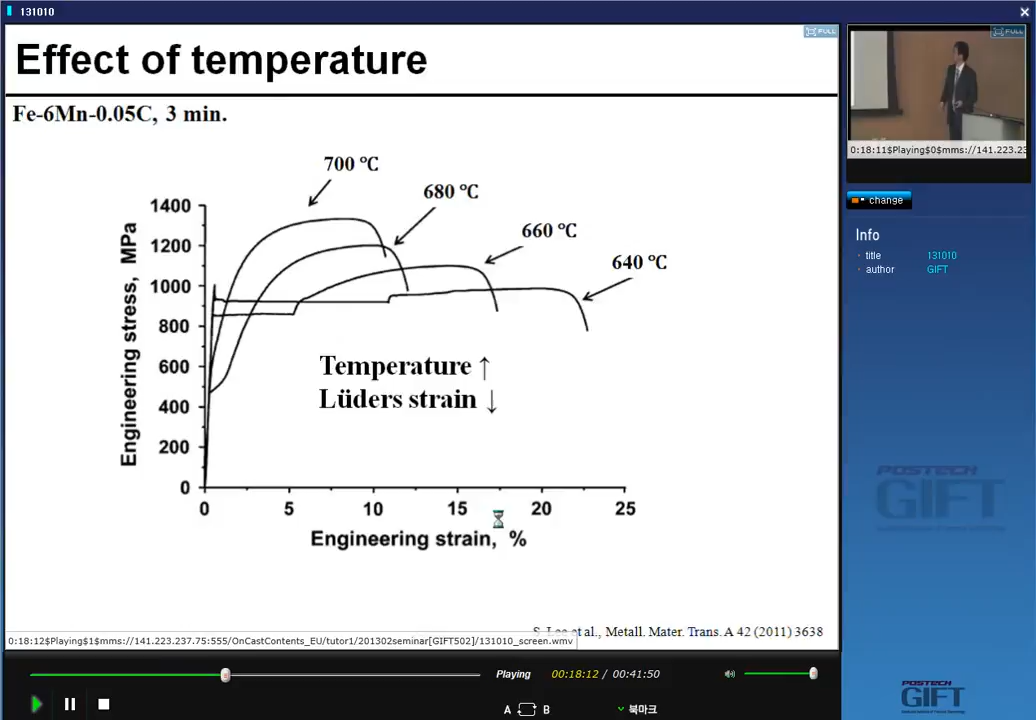 131010
Effect of temperature
FULL
FULL
Fe-6Mn-0.05C, 3 min.
0:18:11$Playing$0$mms://141.223.23
change
Info
title 131010
author GIFT
700 ℃
680 ℃
660 ℃
640 ℃
1400
1200
1000
800
600
400
200
0
Engineering stress, MPa
Temperature ↑
Lüders strain ↓
0 5 10 15 20 25
Engineering strain, %
POSTECH
GIFT
S. Lee et al., Metall. Mater. Trans. A 42 (2011) 3638
0:18:12$Playing$1$mms://141.223.237.75:555/OnCastContents_EU/tutor1/201302seminar[GIFT502]/131010_screen.wmv
Playing 00:18:12 / 00:41:50
A B 북마크
POSTECH
GIFT